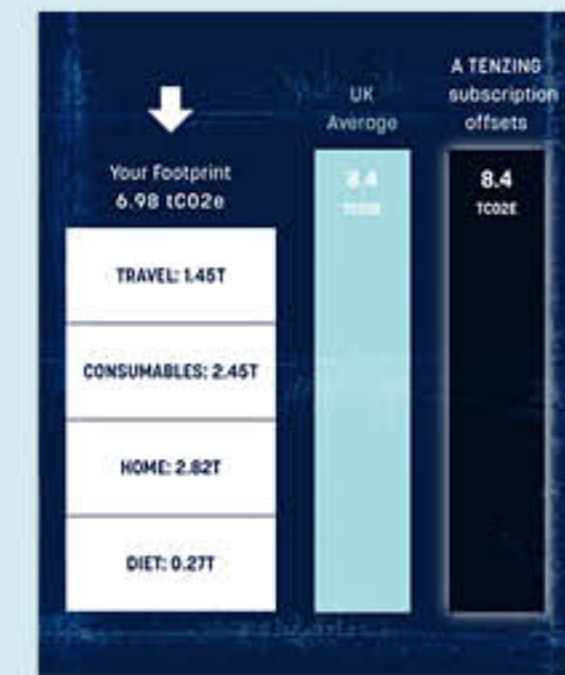 Your Footprint
6.98 tC02e
TRAVEL: 1.45T
CONSUMABLES: 2.45T
HOME: 2.82T
DIET: 0.27T
UK
Average
8.4
A TENZING
subscription
offsets
8.4
TC02E